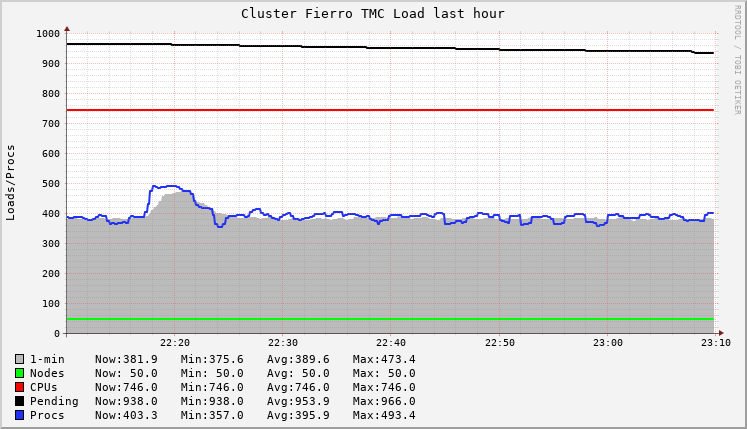 Cluster Fierro TMC Load last hour
RRDTOOL / TOBI OETIKER
Loads/Procs
1000
900
800
700
600
500
400
300
200
100
0
22:20 22:30 22:40 22:50 23:00 23:10
1-min Now:381.9 Min:375.6 Avg:389.6 Max:473.4
Nodes Now: 50.0 Min: 50.0 Avg: 50.0 Max: 50.0
CPUs Now:746.0 Min:746.0 Avg:746.0 Max:746.0
Pending Now:938.0 Min:938.0 Avg:953.9 Max:966.0
Procs Now:403.3 Min:357.0 Avg:395.9 Max:493.4